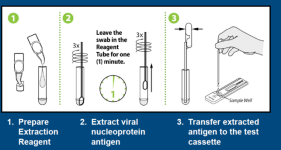 1
2
3
Leave the
swab in the
Reagent
Tube for one
(1) minute.
3x
3x
1
Sample Well
1. Prepare
Extraction
Reagent
2. Extract viral
nucleoprotein
antigen
3. Transfer extracted
antigen to the test
cassette